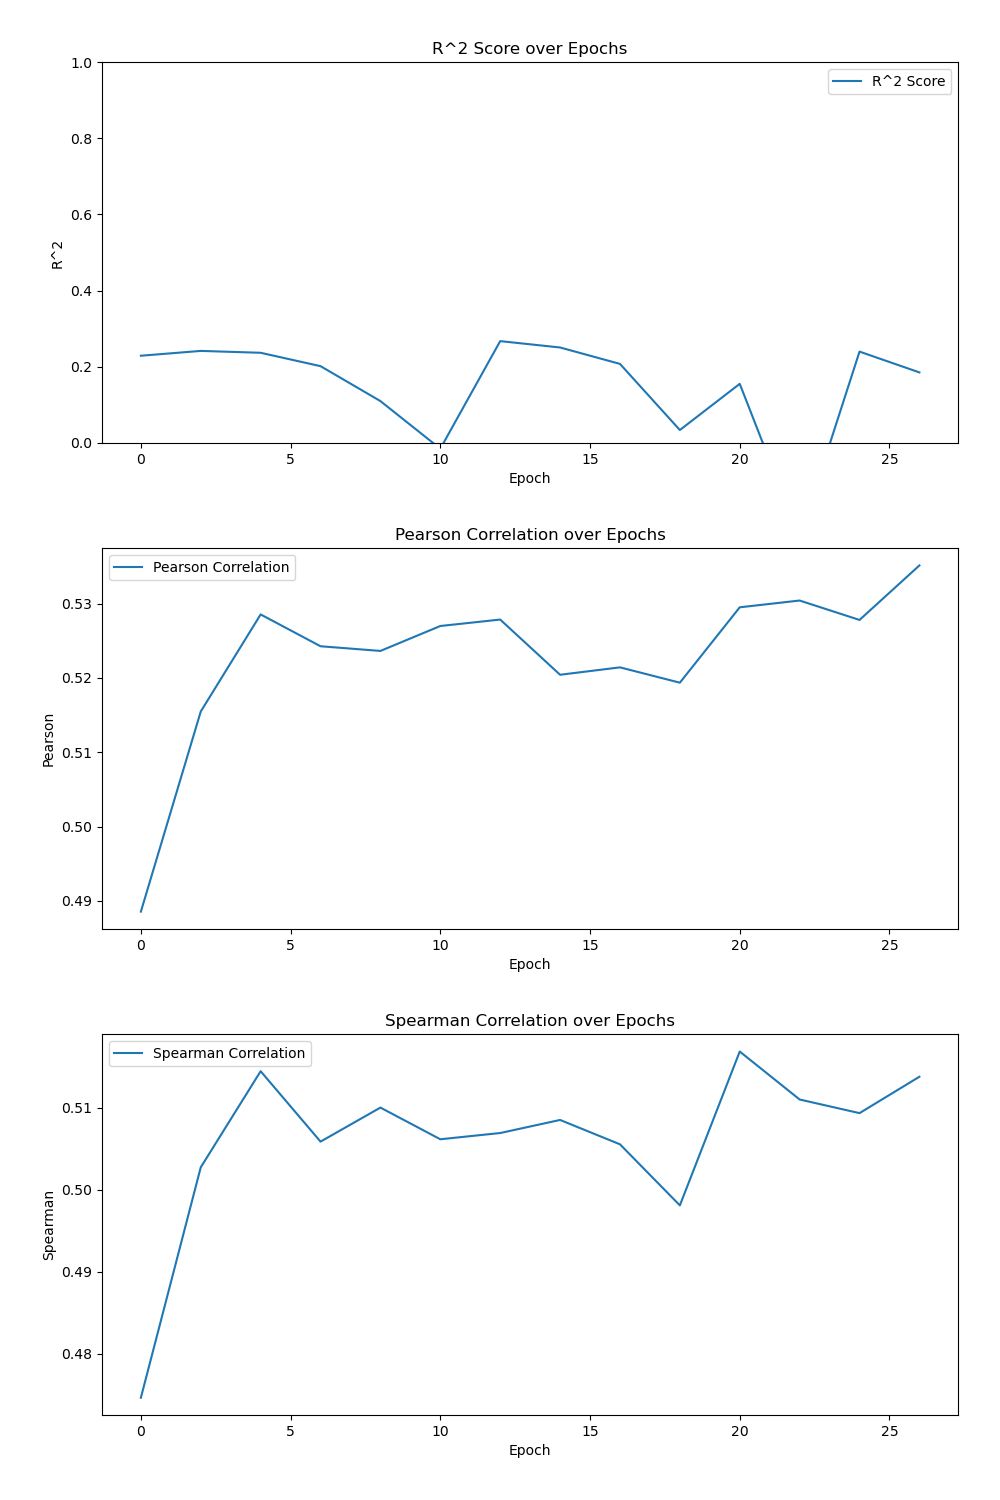 R^2 Score over Epochs
1.0
R^2 Score
0.8
0.6
R^2
0.4
0.2
0.0
0 5 10 15 20 25
Epoch
Pearson Correlation over Epochs
Pearson Correlation
0.53
0.52
Pearson
0.51
0.50
0.49
0 5 10 15 20 25
Epoch
Spearman Correlation over Epochs
Spearman Correlation
0.51
0.50
Spearman
0.49
0.48
0 5 10 15 20 25
Epoch